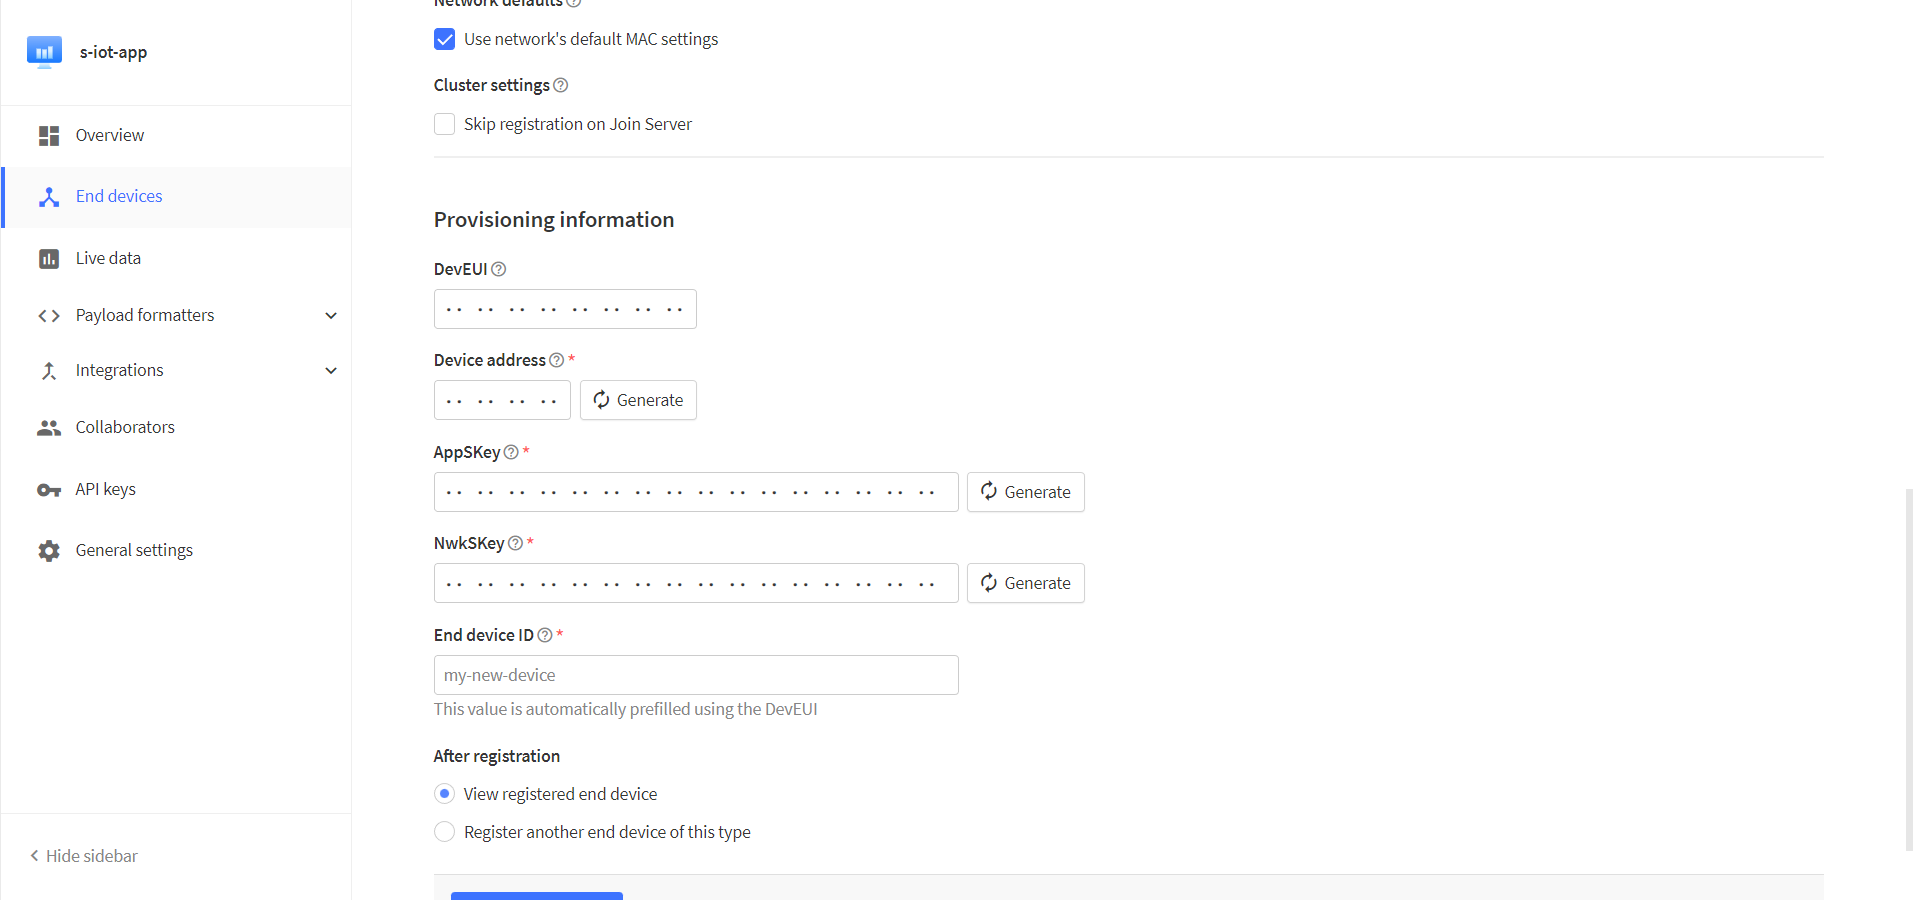 s-iot-app
Overview
End devices
Live data
Payload formatters
Integrations
Collaborators
API keys
General settings
Hide sidebar
Network defaults
Use network's default MAC settings
Cluster settings
Skip registration on Join Server
Provisioning information
DevEUI
·· ·· ·· ·· ·· ·· ·· ··
Device address *
·· ·· ·· ·· Generate
AppSKey *
·· ·· ·· ·· ·· ·· ·· ·· ·· ·· ·· ·· ·· ·· ·· ·· Generate
NwkSKey *
·· ·· ·· ·· ·· ·· ·· ·· ·· ·· ·· ·· ·· ·· ·· ·· Generate
End device ID *
my-new-device
This value is automatically prefilled using the DevEUI
After registration
View registered end device
Register another end device of this type